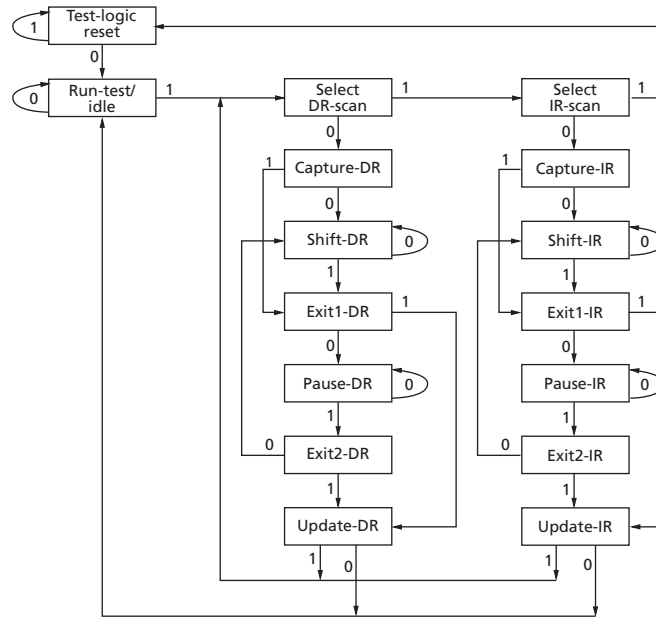 Test-logic
reset
1
0
Run-test/
idle
0
1
Select
DR-scan
1
Select
IR-scan
1
0
0
1
Capture-DR
1
Capture-IR
0
0
Shift-DR
0
Shift-IR
0
1
1
Exit1-DR
1
Exit1-IR
1
0
0
Pause-DR
0
Pause-IR
0
1
1
0
Exit2-DR
0
Exit2-IR
1
1
Update-DR
Update-IR
1
0
1
0